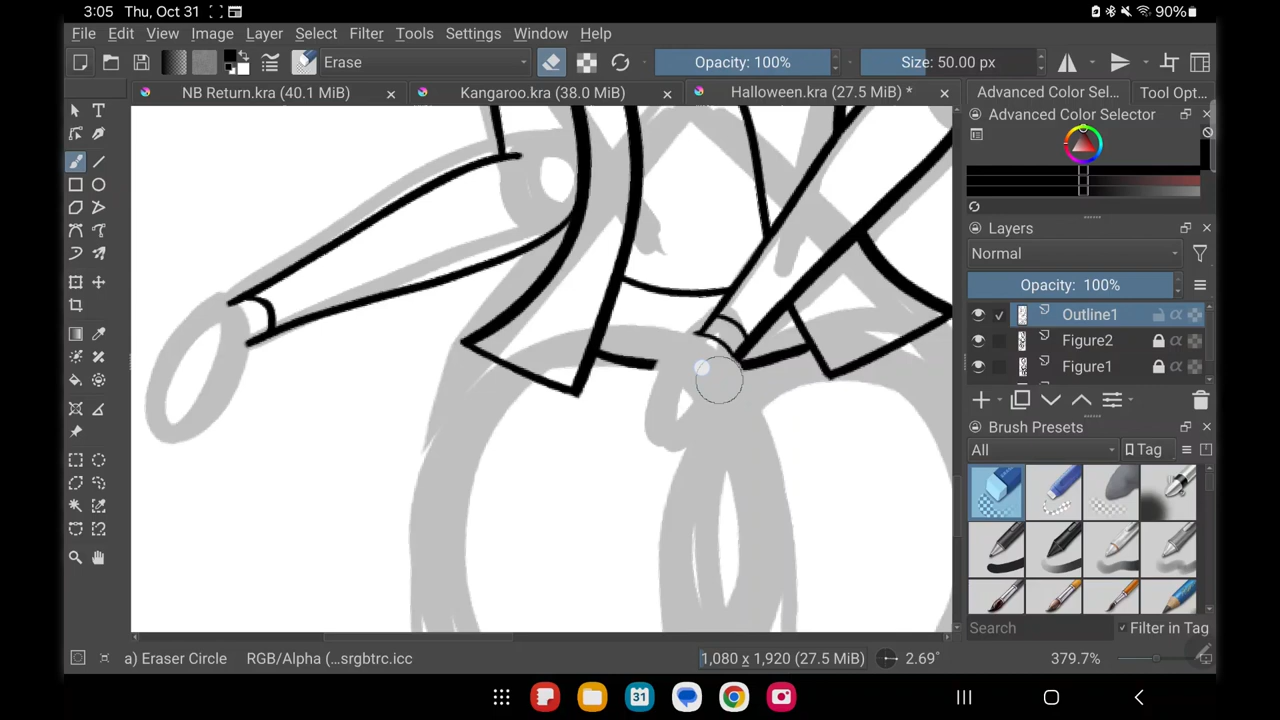 3:05 Thu, Oct 31 90%
File Edit View Image Layer Select Filter Tools Settings Window Help
Erase Opacity: 100% Size: 50.00 px
NB Return.kra (40.1 MiB) Kangaroo.kra (38.0 MiB) Halloween.kra (27.5 MiB) * Advanced Color Sel... Tool Opt...
Advanced Color Selector
Layers
Normal
Opacity: 100%
Outline1
Figure2
Figure1
Brush Presets
All Tag
Search Filter in Tag
a) Eraser Circle RGB/Alpha (...srgbtrc.icc 1,080 x 1,920 (27.5 MiB) 2.69° 379.7%
31